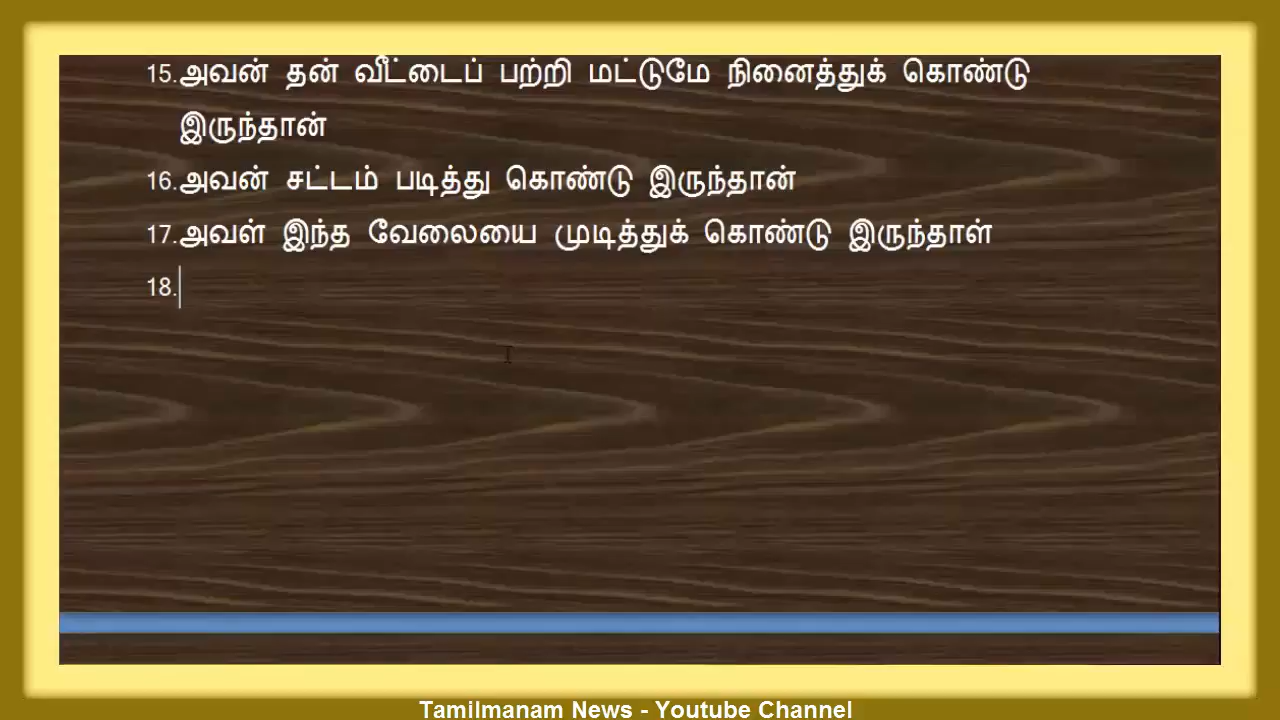 15.அவன் தன் வீட்டைப் பற்றி மட்டுமே நினைத்துக் கொண்டு
இருந்தான்
16.அவன் சட்டம் படித்து கொண்டு இருந்தான்
17.அவள் இந்த வேலையை முடித்துக் கொண்டு இருந்தாள்
18.
Tamilmanam News - Youtube Channel